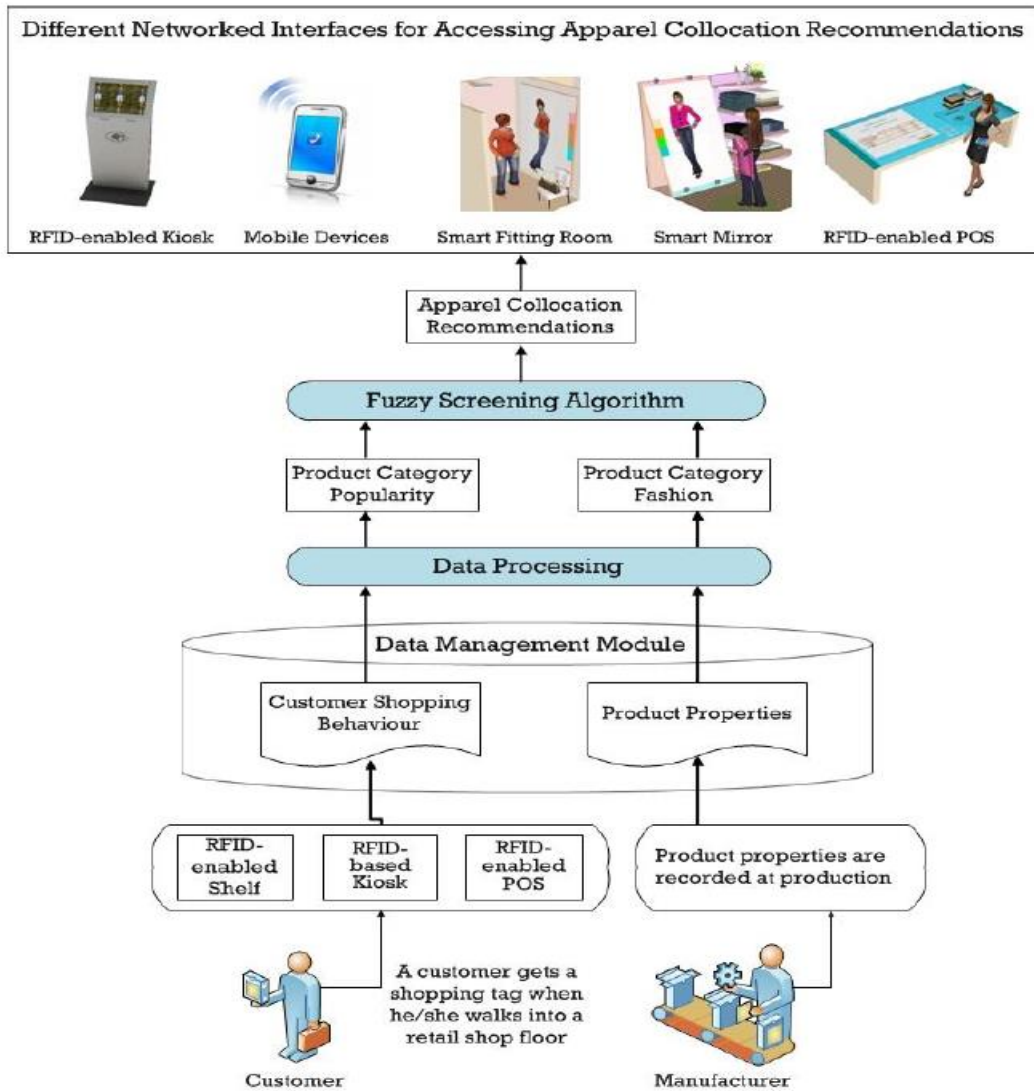 Different Networked Interfaces for Accessing Apparel Collocation Recommendations
RFID-enabled Kiosk
Mobile Devices
Smart Fitting Room
Smart Mirror
RFID-enabled POS
Apparel Collocation
Recommendations
Fuzzy Screening Algorithm
Product Category
Popularity
Product Category
Fashion
Data Processing
Data Management Module
Customer Shopping
Behaviour
Product Properties
RFID-
enabled
Shelf
RFID-
based
Kiosk
RFID-
enabled
POS
Product properties are
recorded at production
A customer gets a
shopping tag when
he/she walks into a
retail shop floor
Customer
Manufacturer